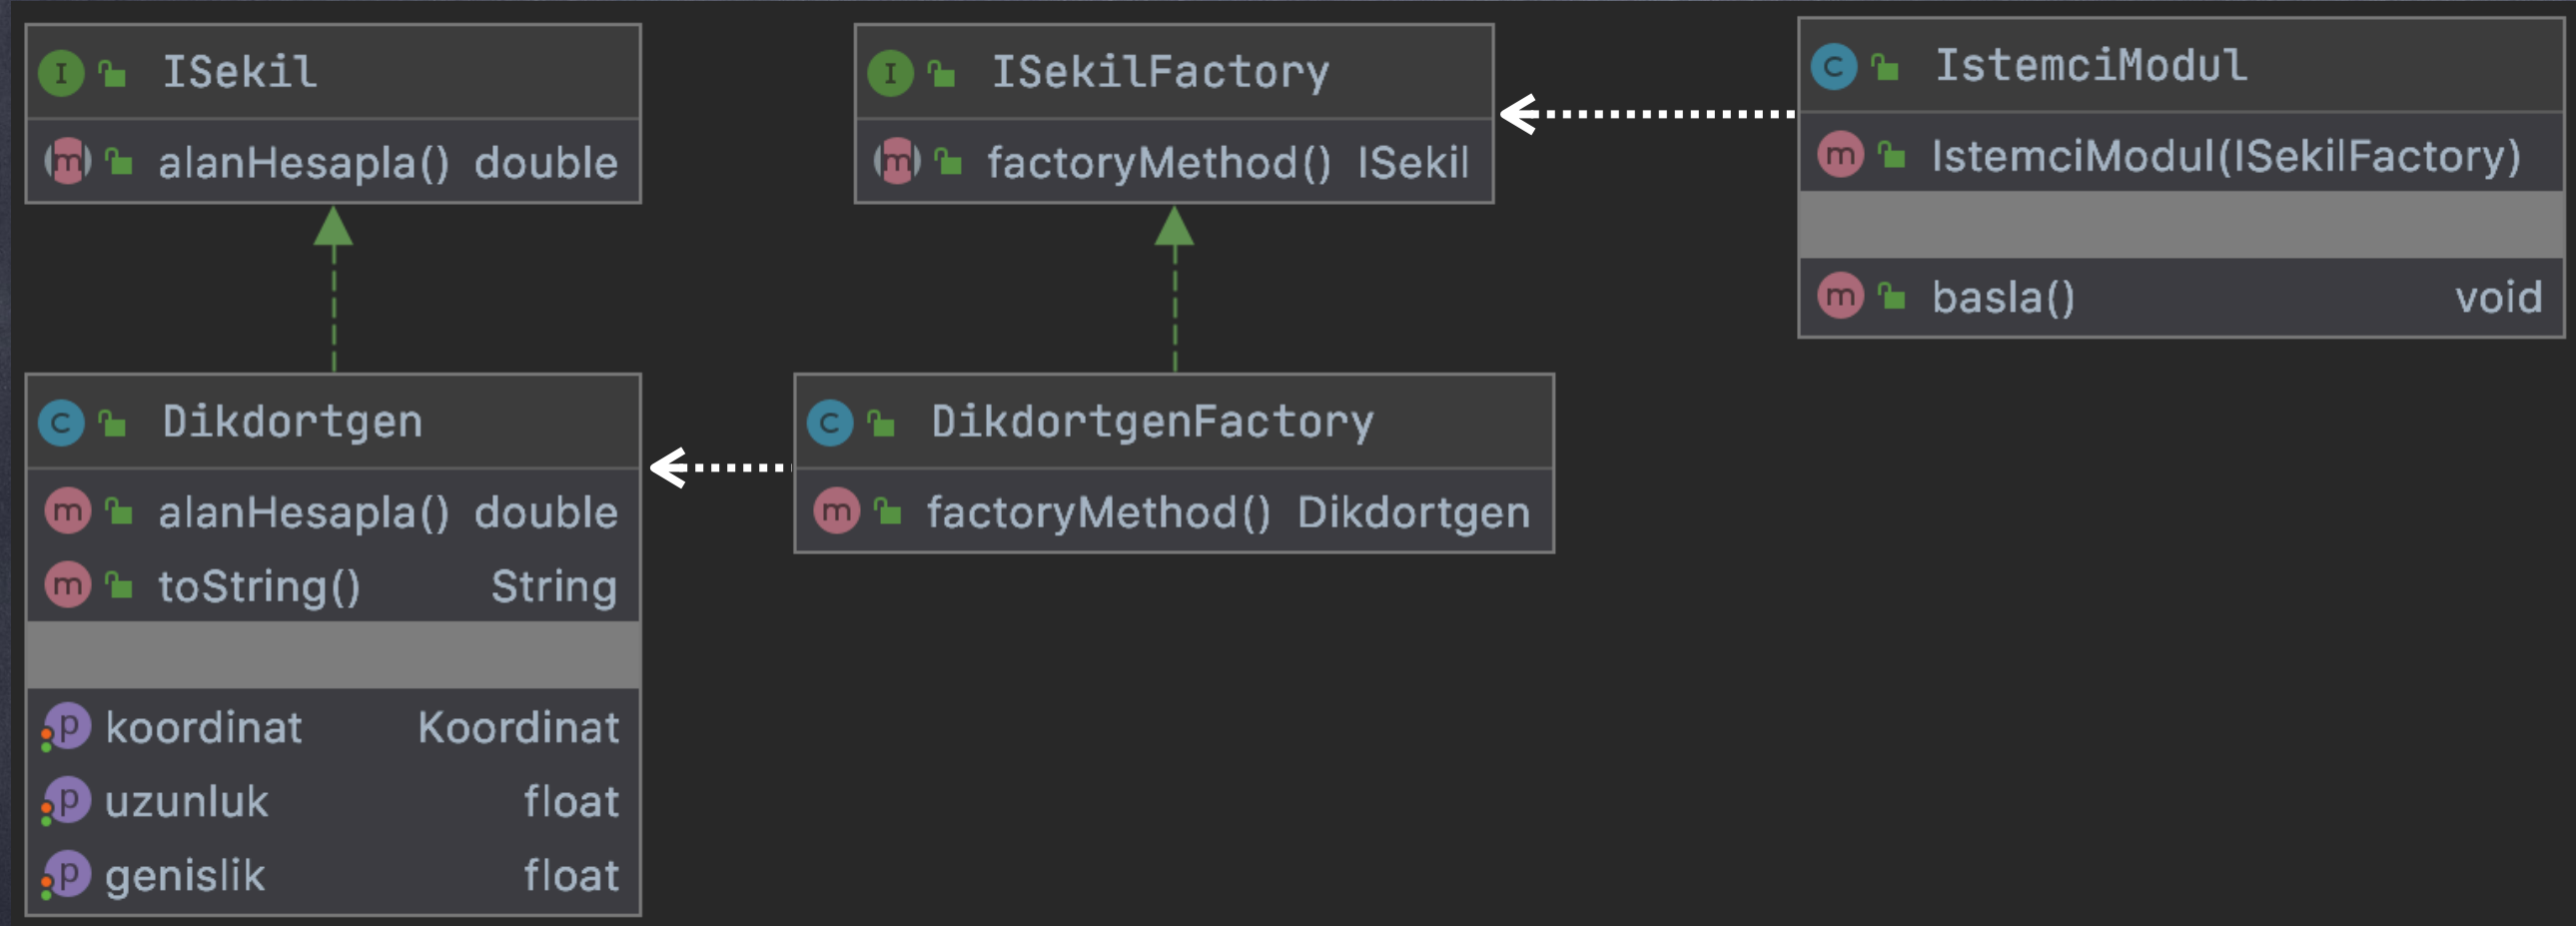 ISekil
alanHesapla() double
ISekilFactory
factoryMethod() ISekil
IstemciModul
IstemciModul(ISekilFactory)
basla() void
Dikdortgen
alanHesapla() double
toString() String
koordinat Koordinat
uzunluk float
genislik float
DikdortgenFactory
factoryMethod() Dikdortgen